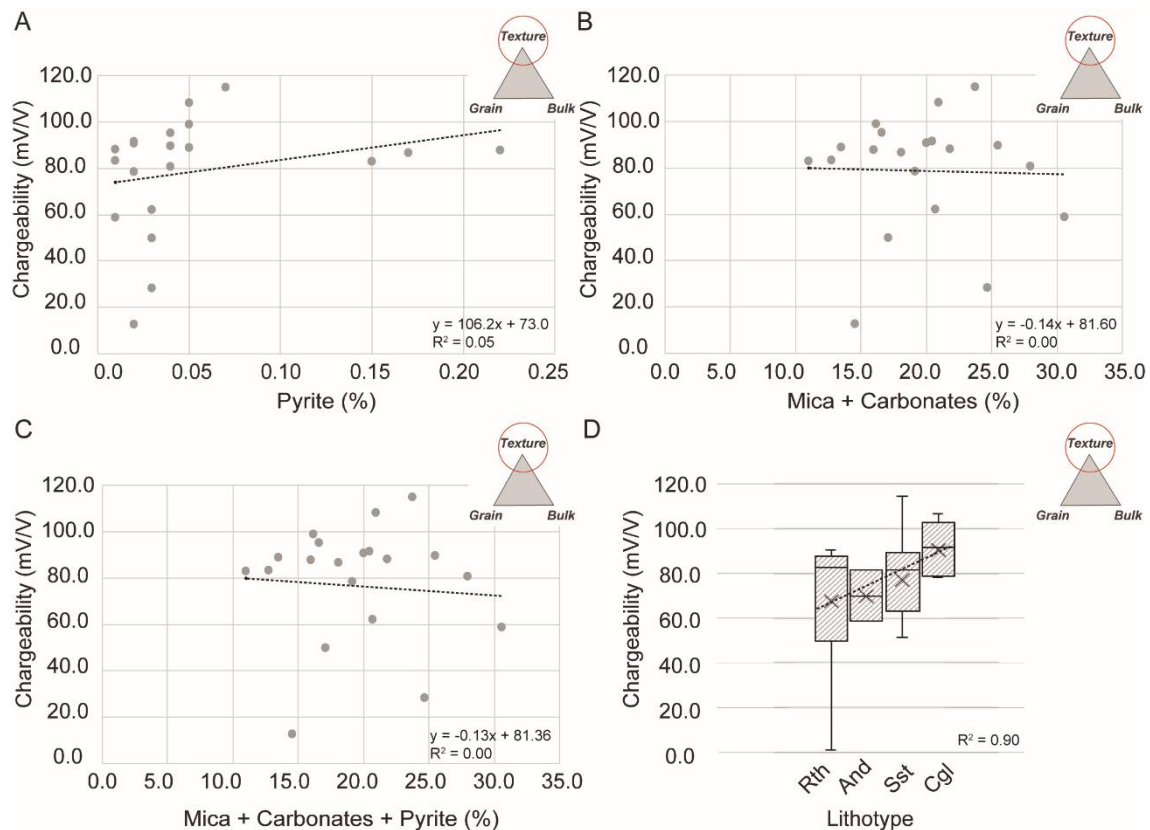 A
Texture
Grain Bulk
Chargeability (mV/V)
120.0
100.0
80.0
60.0
40.0
20.0
0.0
y = 106.2x + 73.0
R² = 0.05
0.0 0.05 0.10 0.15 0.20 0.25
Pyrite (%)
B
Texture
Grain Bulk
Chargeability (mV/V)
120.0
100.0
80.0
60.0
40.0
20.0
0.0
y = -0.14x + 81.60
R² = 0.00
0.0 5.0 10.0 15.0 20.0 25.0 30.0 35.0
Mica + Carbonates (%)
C
Texture
Grain Bulk
Chargeability (mV/V)
120.0
100.0
80.0
60.0
40.0
20.0
0.0
y = -0.13x + 81.36
R² = 0.00
0.0 5.0 10.0 15.0 20.0 25.0 30.0 35.0
Mica + Carbonates + Pyrite (%)
D
Texture
Grain Bulk
Chargeability (mV/V)
120.0
100.0
80.0
60.0
40.0
20.0
0.0
R² = 0.90
Rth And Sst Cgl
Lithotype